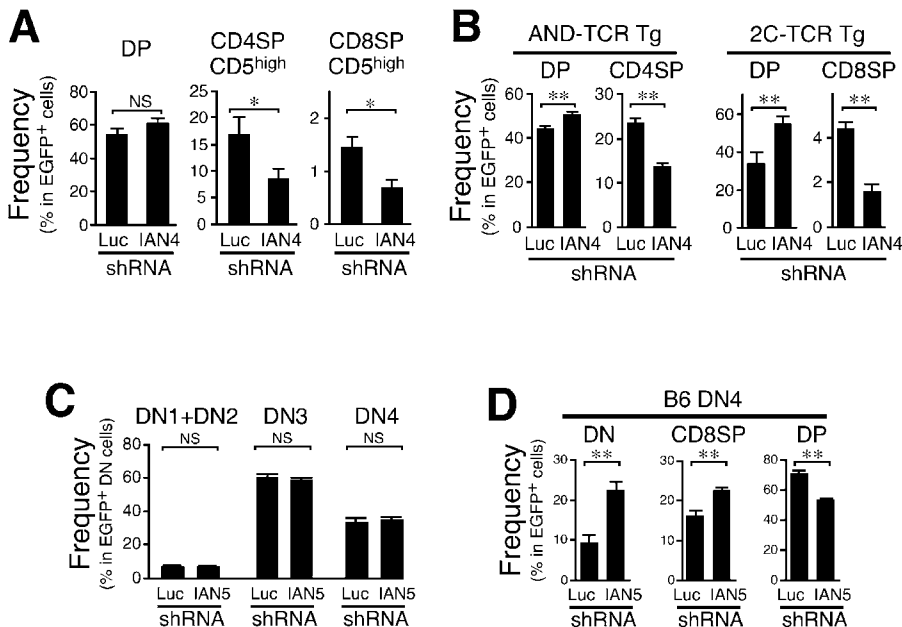 A
DP
CD4SP
CD5high
CD8SP
CD5high
Frequency
(% in EGFP+ cells)
80
60
40
20
0
NS
25
20
15
10
5
0
*
2
1
0
*
Luc IAN4
Luc IAN4
Luc IAN4
shRNA
shRNA
shRNA
B
AND-TCR Tg
2C-TCR Tg
DP
CD4SP
DP
CD8SP
Frequency
(% in EGFP+ cells)
60
40
20
0
**
30
20
10
0
**
60
40
20
0
**
4
2
0
**
Luc IAN4
Luc IAN4
Luc IAN4
Luc IAN4
shRNA
shRNA
C
DN1+DN2
DN3
DN4
NS
NS
NS
Frequency
(% in EGFP+ DN cells)
80
60
40
20
0
Luc IAN5
Luc IAN5
Luc IAN5
shRNA
shRNA
shRNA
D
B6 DN4
DN
CD8SP
DP
Frequency
(% in EGFP+ cells)
30
20
10
0
**
30
20
10
0
**
80
60
40
20
0
**
Luc IAN5
Luc IAN5
Luc IAN5
shRNA
shRNA
shRNA